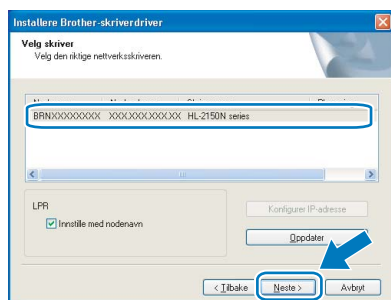 Installere Brother-skriverdriver
Velg skriver
Velg den riktige nettverksskriveren.
BRNXXXXXXXXX XXX.XXX.XXX.XX HL-2150N series
LPR
Innstille med nodenavn
Konfigurer IP-adresse
Oppdater
< Tilbake Neste > Avbryt